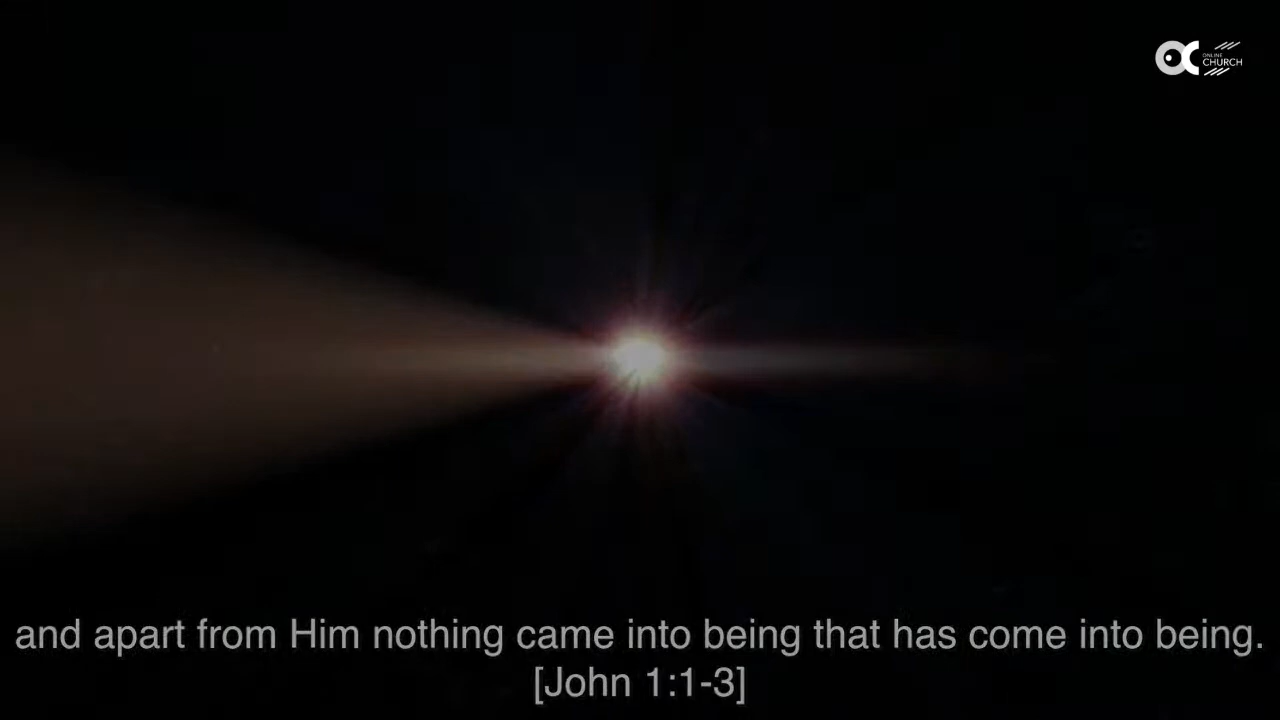 ONLINE
CHURCH
and apart from Him nothing came into being that has come into being.
[John 1:1-3]